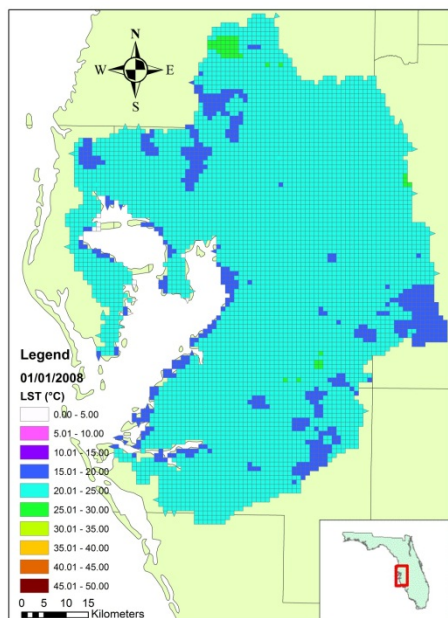 N
W E
S
Legend
01/01/2008
LST (°C)
0.00 - 5.00
5.01 - 10.00
10.01 - 15.00
15.01 - 20.00
20.01 - 25.00
25.01 - 30.00
30.01 - 35.00
35.01 - 40.00
40.01 - 45.00
45.01 - 50.00
0 5 10 15
Kilometers